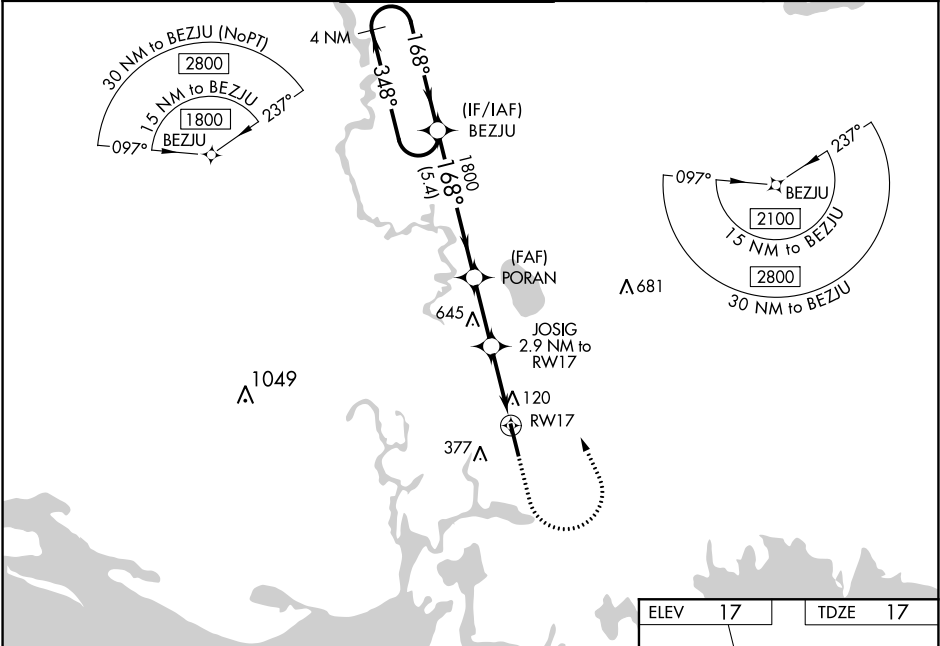 30 NM to BEZJU (NoPT)
2800
15 NM to BEZJU
1800
BEZJU
097°
237°
4 NM
168°
348°
(IF/IAF)
BEZJU
1800
168°
(5.4)
(FAF)
PORAN
645
681
JOSIG
2.9 NM to
RW17
120
RW17
377
1049
097°
237°
BEZJU
2100
15 NM to BEZJU
2800
30 NM to BEZJU
ELEV 17
TDZE 17